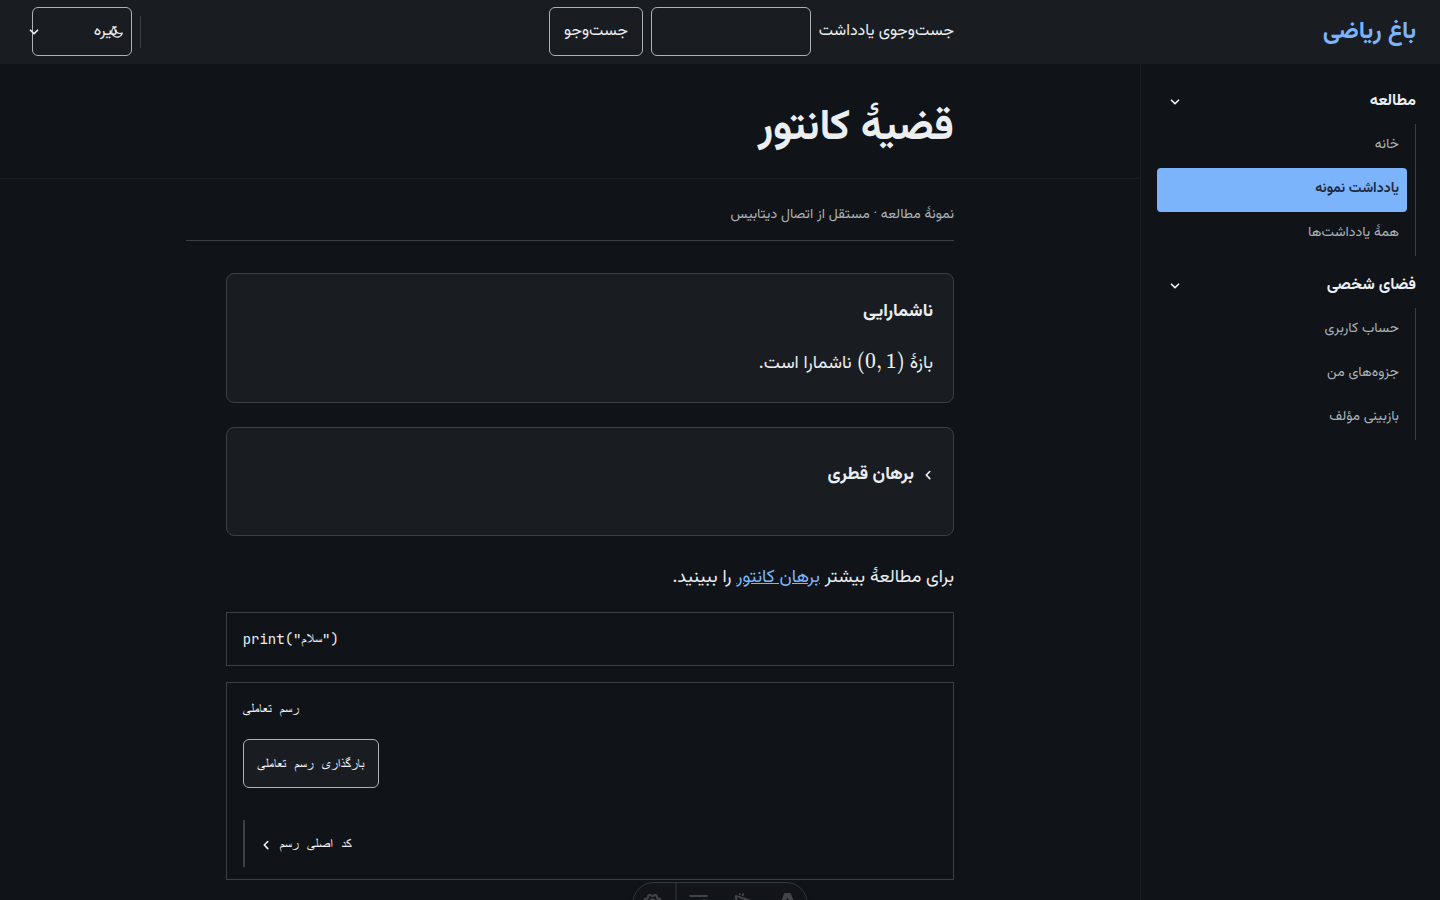 باغ ریاضی
جست‌وجوی یادداشت
جست‌وجو
تیره
مطالعه
خانه
یادداشت نمونه
همهٔ یادداشت‌ها
فضای شخصی
حساب کاربری
جزوه‌های من
بازبینی مؤلف
قضیهٔ کانتور
نمونهٔ مطالعه · مستقل از اتصال دیتابیس
ناشمارایی
بازهٔ (0, 1) ناشمارا است.
برهان قطری
برای مطالعهٔ بیشتر برهان کانتور را ببینید.
print("سلام")
رسم تعاملی
بارگذاری رسم تعاملی
کد اصلی رسم